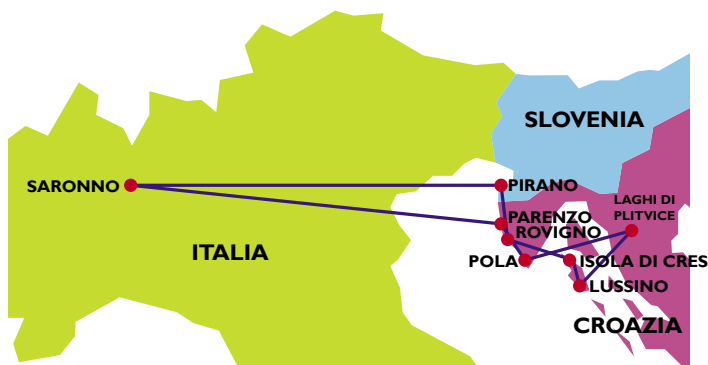 SLOVENIA
SARONNO
PIRANO
LAGHI DI
PLITVICE
PARENZO
ROVIGNO
ITALIA
POLA
ISOLA DI CRES
LUSSINO
CROAZIA